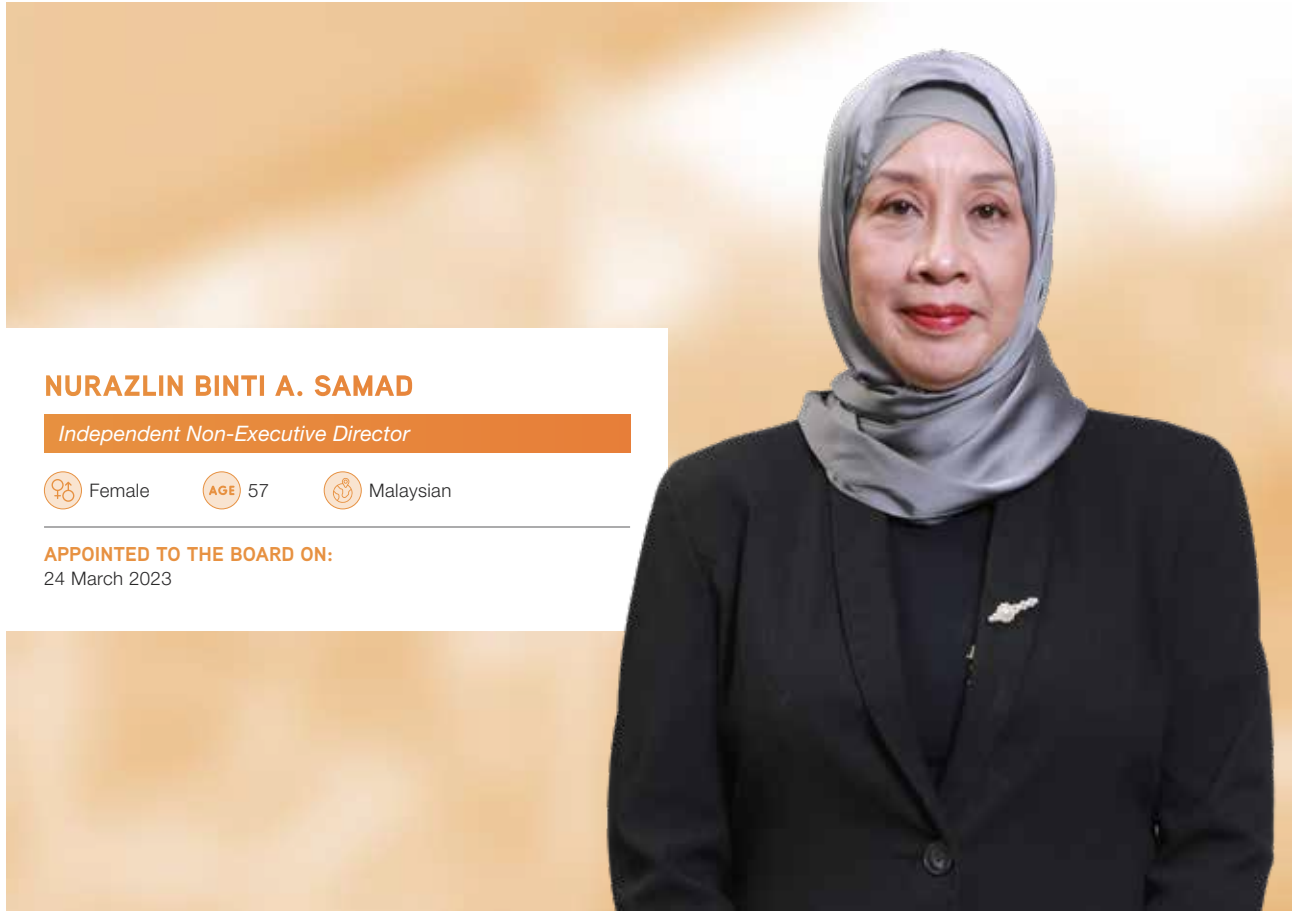 NURAZLIN BINTI A. SAMAD
Independent Non-Executive Director
Female AGE 57 Malaysian
APPOINTED TO THE BOARD ON:
24 March 2023